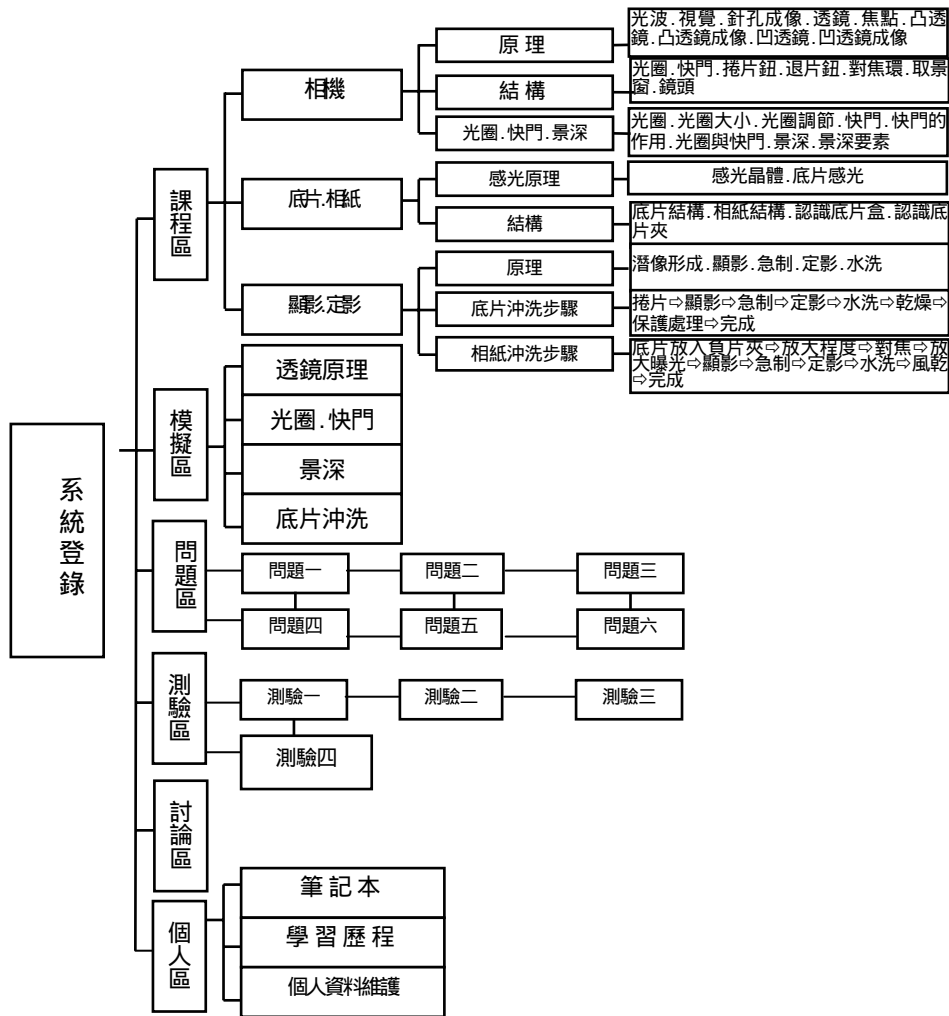 系統登錄
課程區
相機
原理
光波.視覺.針孔成像.透鏡.焦點.凸透
鏡.凸透鏡成像.凹透鏡.凹透鏡成像
結構
光圈.快門.捲片鈕.退片鈕.對焦環.取景
窗.鏡頭
光圈.快門.景深
光圈.光圈大小.光圈調節.快門.快門的
作用.光圈與快門.景深.景深要素
底片.相紙
感光原理
感光晶體.底片感光
結構
底片結構.相紙結構.認識底片盒.認識底
片夾
顯影.定影
原理
潛像形成.顯影.急制.定影.水洗
底片沖洗步驟
捲片⇨顯影⇨急制⇨定影⇨水洗⇨乾燥⇨
保護處理⇨完成
相紙沖洗步驟
底片放入負片夾⇨放大程度⇨對焦⇨放
大曝光⇨顯影⇨急制⇨定影⇨水洗⇨風乾
⇨完成
模擬區
透鏡原理
光圈.快門
景深
底片沖洗
問題區
問題一
問題二
問題三
問題四
問題五
問題六
測驗區
測驗一
測驗二
測驗三
測驗四
討論區
個人區
筆記本
學習歷程
個人資料維護